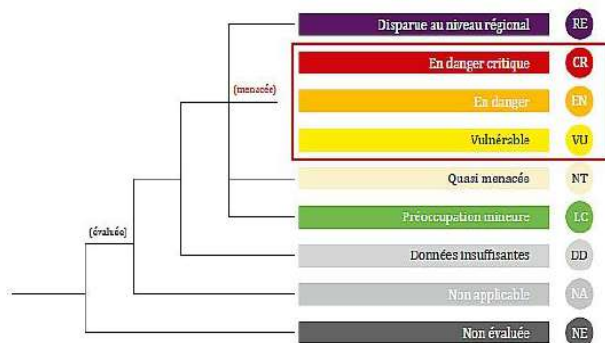 Disparue au niveau régional RE
En danger critique CR
(menacée)
En danger EN
Vulnérable VU
Quasi menacée NT
Préoccupation mineure LC
(évaluée)
Données insuffisantes DD
Non applicable NA
Non évaluée NE